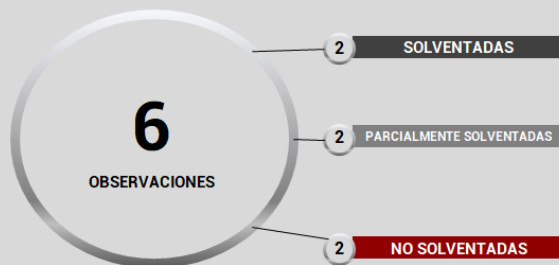 6
OBSERVACIONES
2 SOLVENTADAS
2 PARCIALMENTE SOLVENTADAS
2 NO SOLVENTADAS